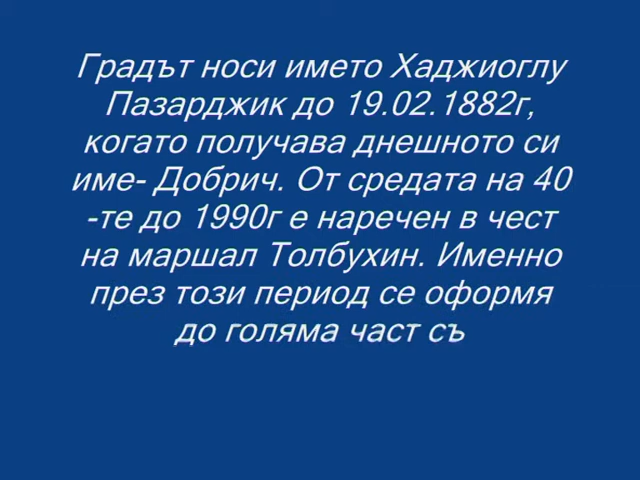 Градът носи името Хаджиоглу
Пазарджик до 19.02.1882г,
когато получава днешното си
име- Добрич. От средата на 40
-те до 1990г е наречен в чест
на маршал Толбухин. Именно
през този период се оформя
до голяма част съ